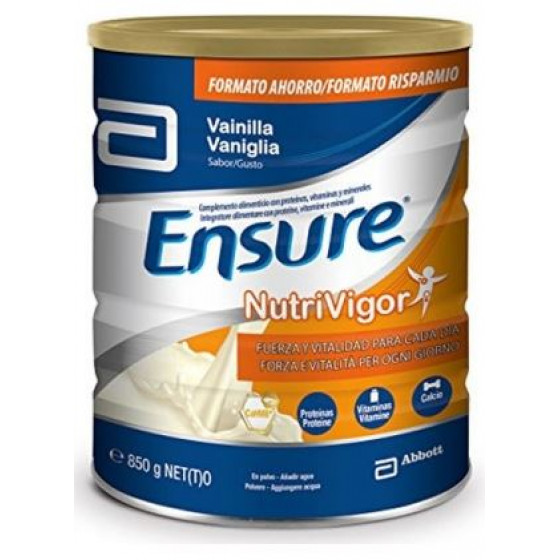 FORMATO AHORRO/FORMATO RISPARMIO
Vainilla
Vaniglia
Sabor/Gusto
Complemento alimenticio con proteínas, vitaminas y minerales
Integratore alimentare con proteine, vitamine e minerali
Ensure®
NutriVigor
FUERZA Y VITALIDAD PARA CADA DÍA
FORZA E VITALITÀ PER OGNI GIORNO
CaHMB
Proteínas
Proteine
Vitaminas
Vitamine
Calcio
℮ 850 g NET(T)O
En polvo - Añadir agua
Polvere - Aggiungere acqua
Abbott